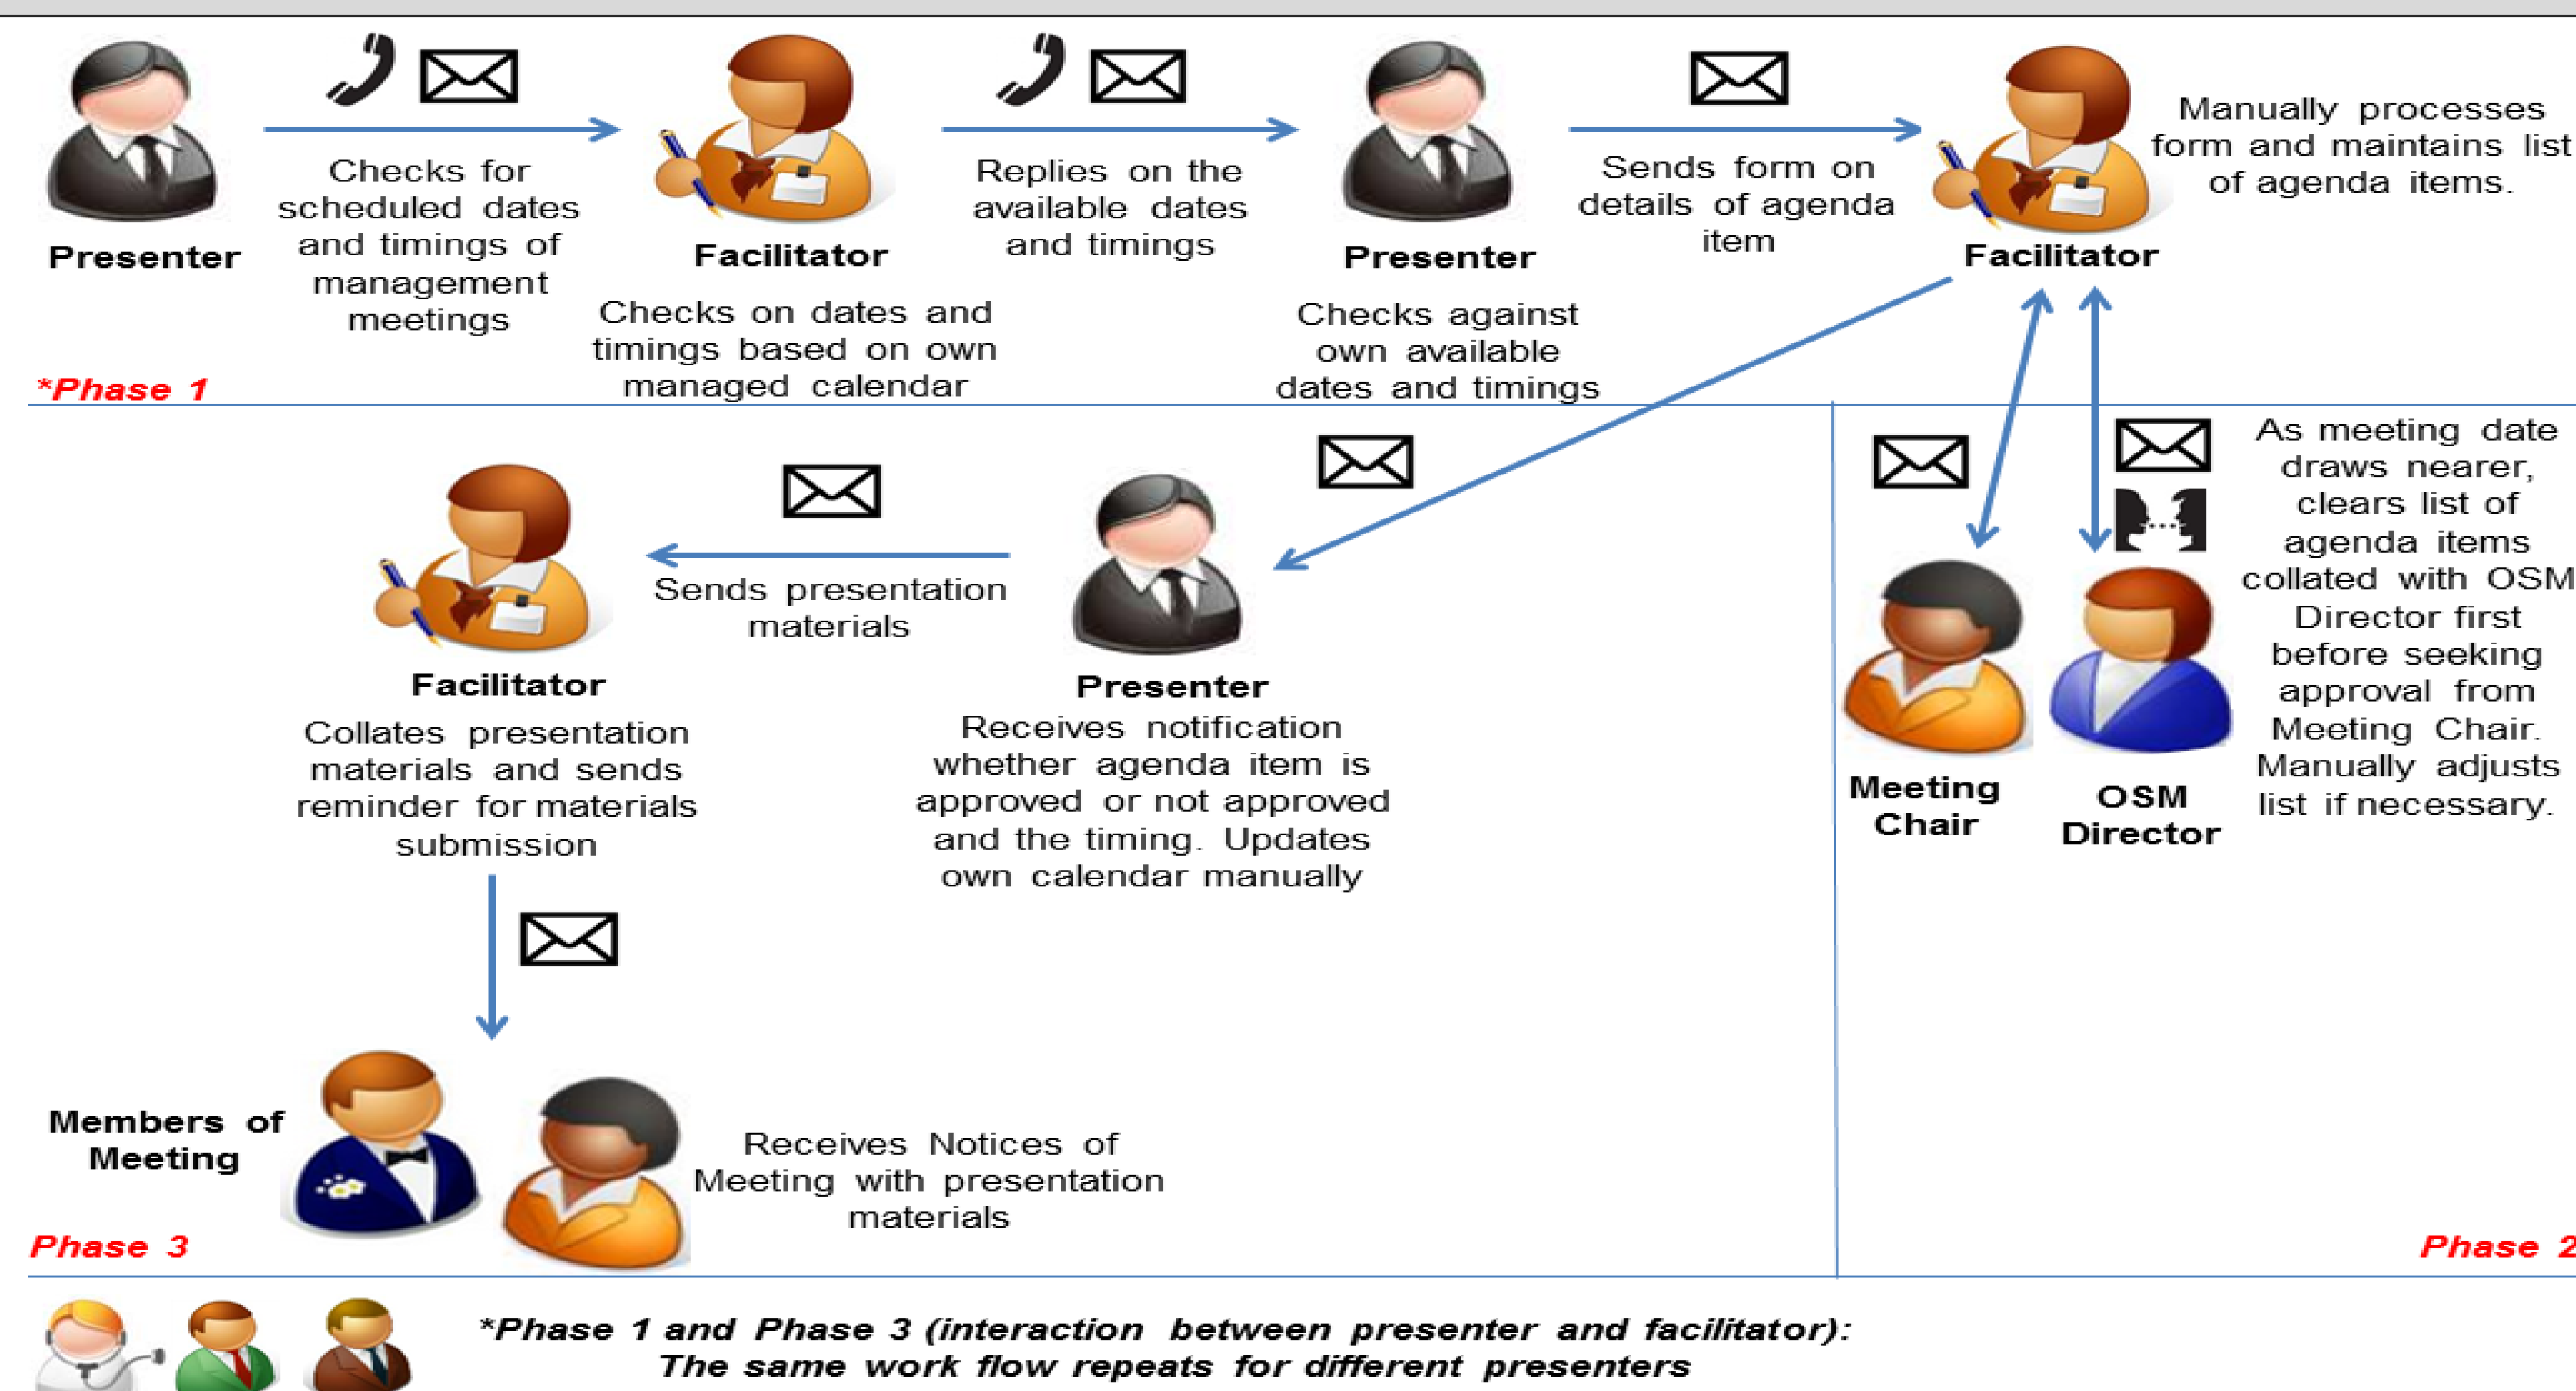 Checks for
scheduled dates
and timings of
management
meetings
Presenter
Facilitator
Checks on dates and
timings based on own
managed calendar
Replies on the
available dates
and timings
Presenter
Checks against
own available
dates and timings
Sends form on
details of agenda
item
Facilitator
Manually processes
form and maintains list
of agenda items.
*Phase 1
As meeting date
draws nearer,
clears list of
agenda items
collated with OSM
Director first
before seeking
approval from
Meeting Chair.
Manually adjusts
list if necessary.
Meeting
Chair
OSM
Director
Phase 2
Presenter
Receives notification
whether agenda item is
approved or not approved
and the timing. Updates
own calendar manually
Sends presentation
materials
Facilitator
Collates presentation
materials and sends
reminder for materials
submission
Members of
Meeting
Receives Notices of
Meeting with presentation
materials
Phase 3
*Phase 1 and Phase 3 (interaction between presenter and facilitator):
The same work flow repeats for different presenters